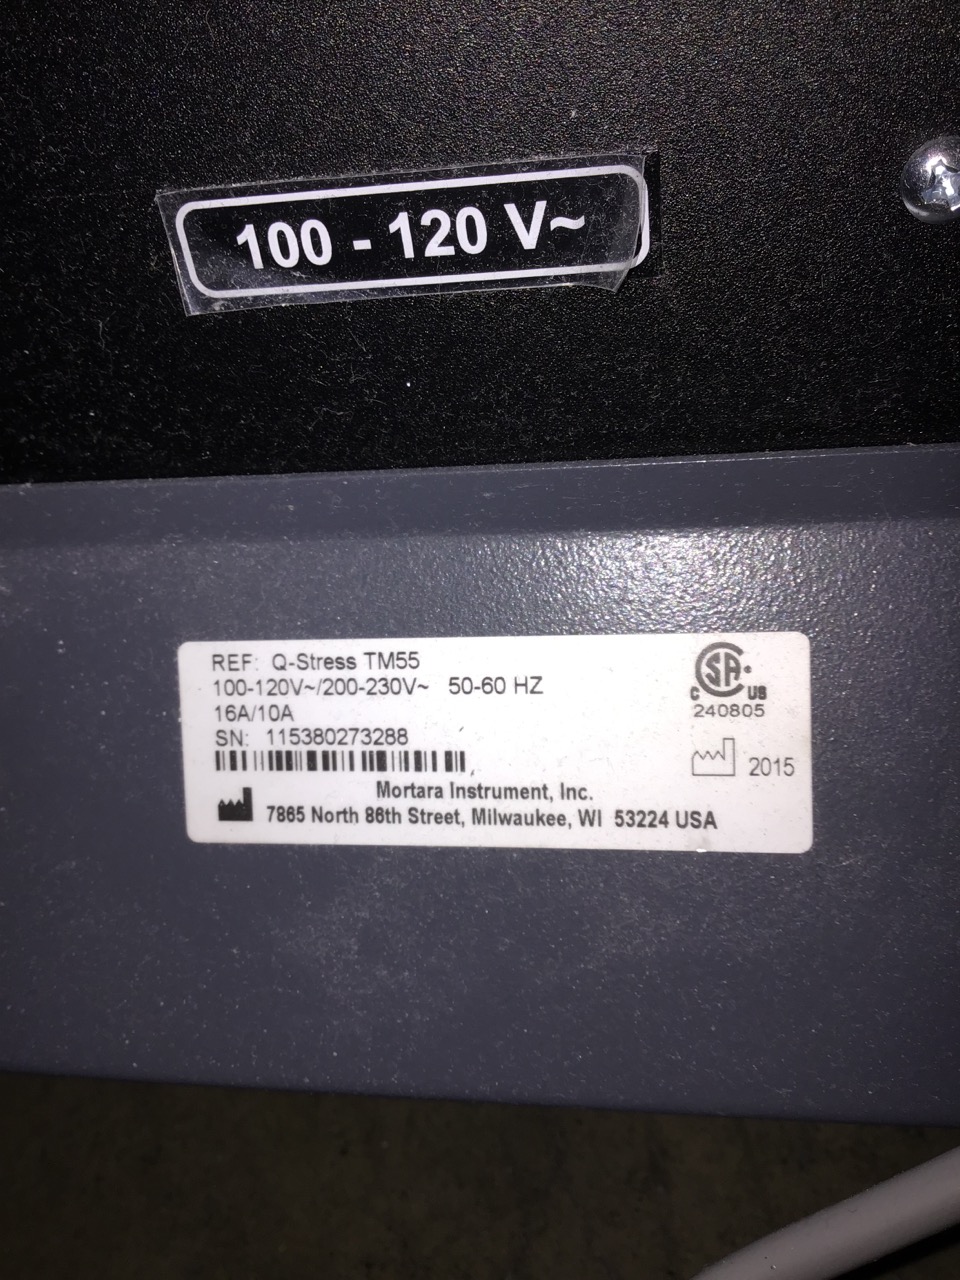 100 - 120 V~
REF: Q-Stress TM55
100-120V~/200-230V~ 50-60 HZ
16A/10A
SN: 115380273288
Mortara Instrument, Inc.
7865 North 86th Street, Milwaukee, WI 53224 USA
C SA US
240805
2015